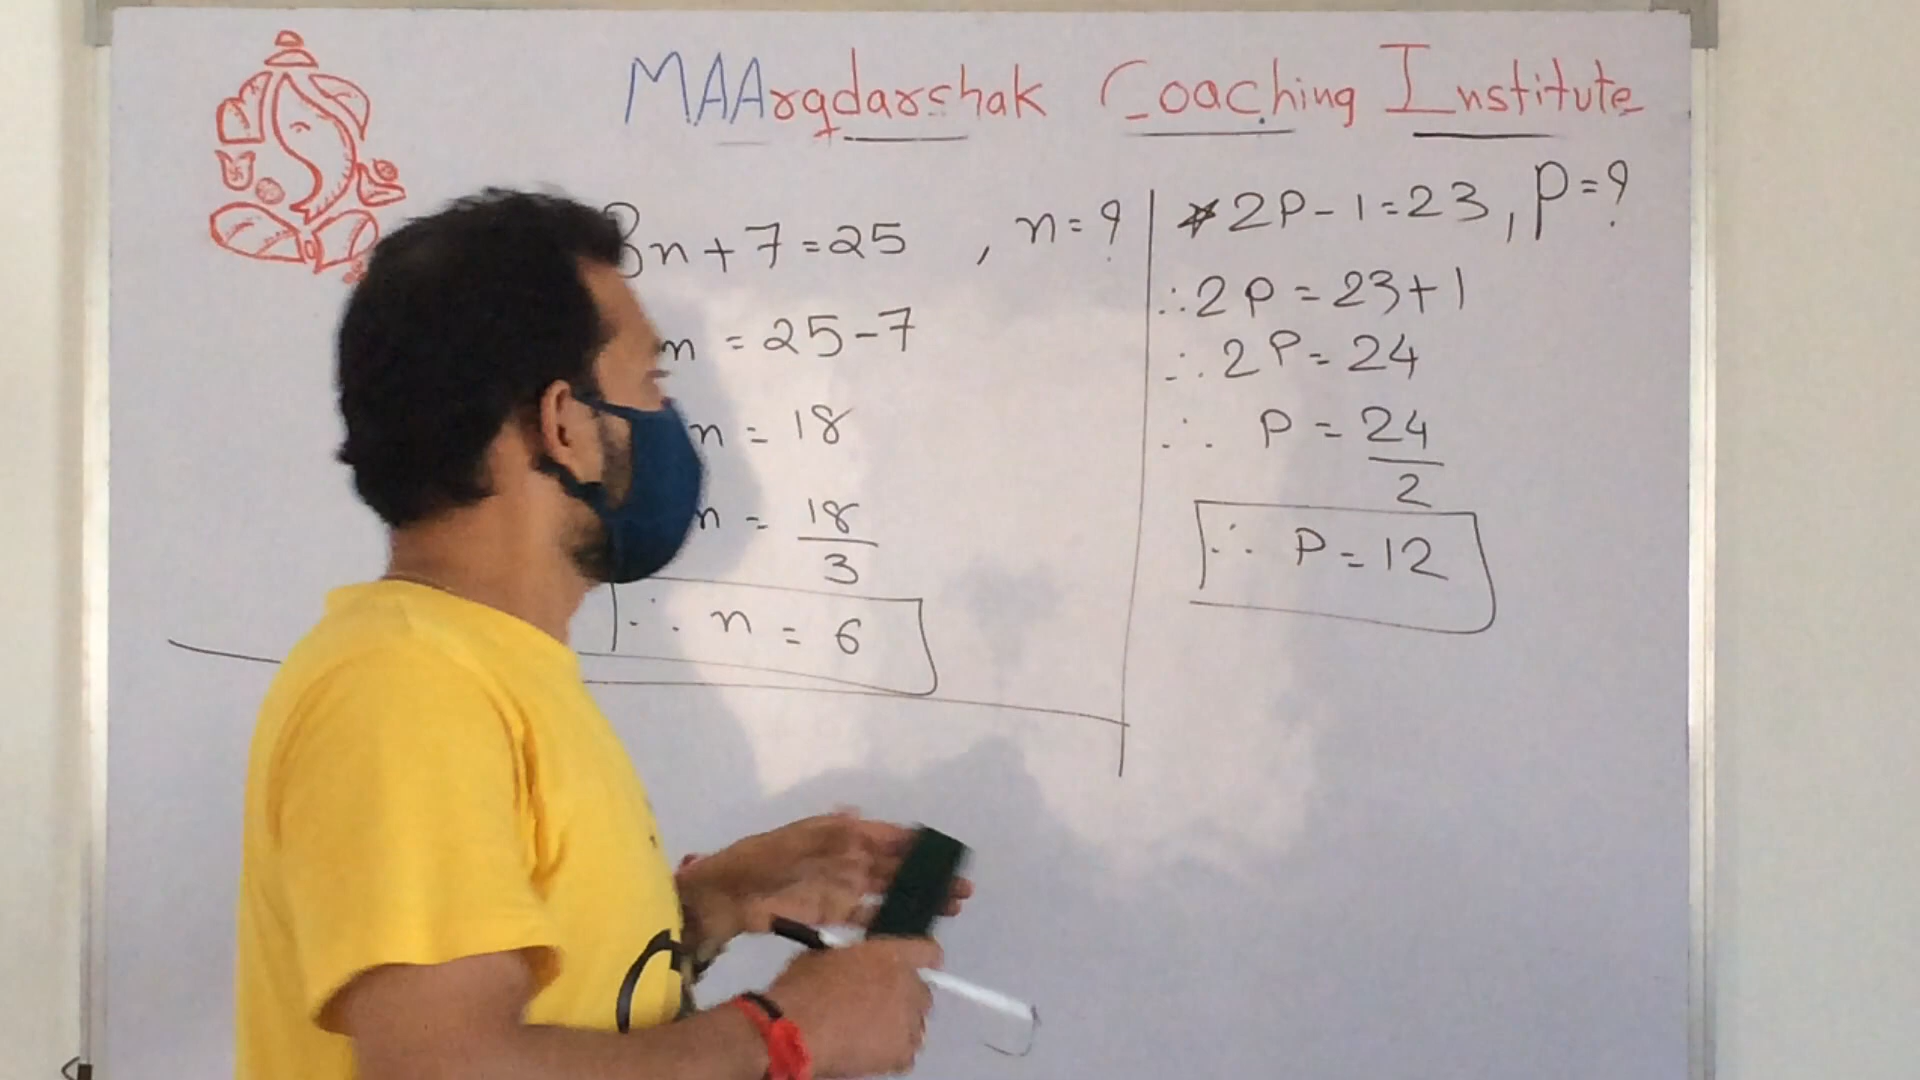 MAArgdarshak Coaching Institute
3n+7=25 , n=?
n = 25-7
n = 18
n = 18/3
∴ n = 6
* 2P-1=23, P=?
∴ 2P=23+1
∴ 2P=24
∴ P=24/2
∴ P=12